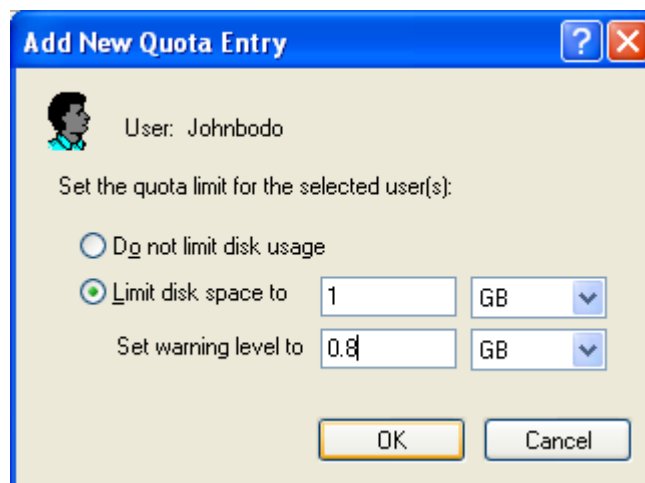 Add New Quota Entry
?
User: Johnbodo
Set the quota limit for the selected user(s):
Do not limit disk usage
Limit disk space to 1 GB
Set warning level to 0.8 GB
OK Cancel